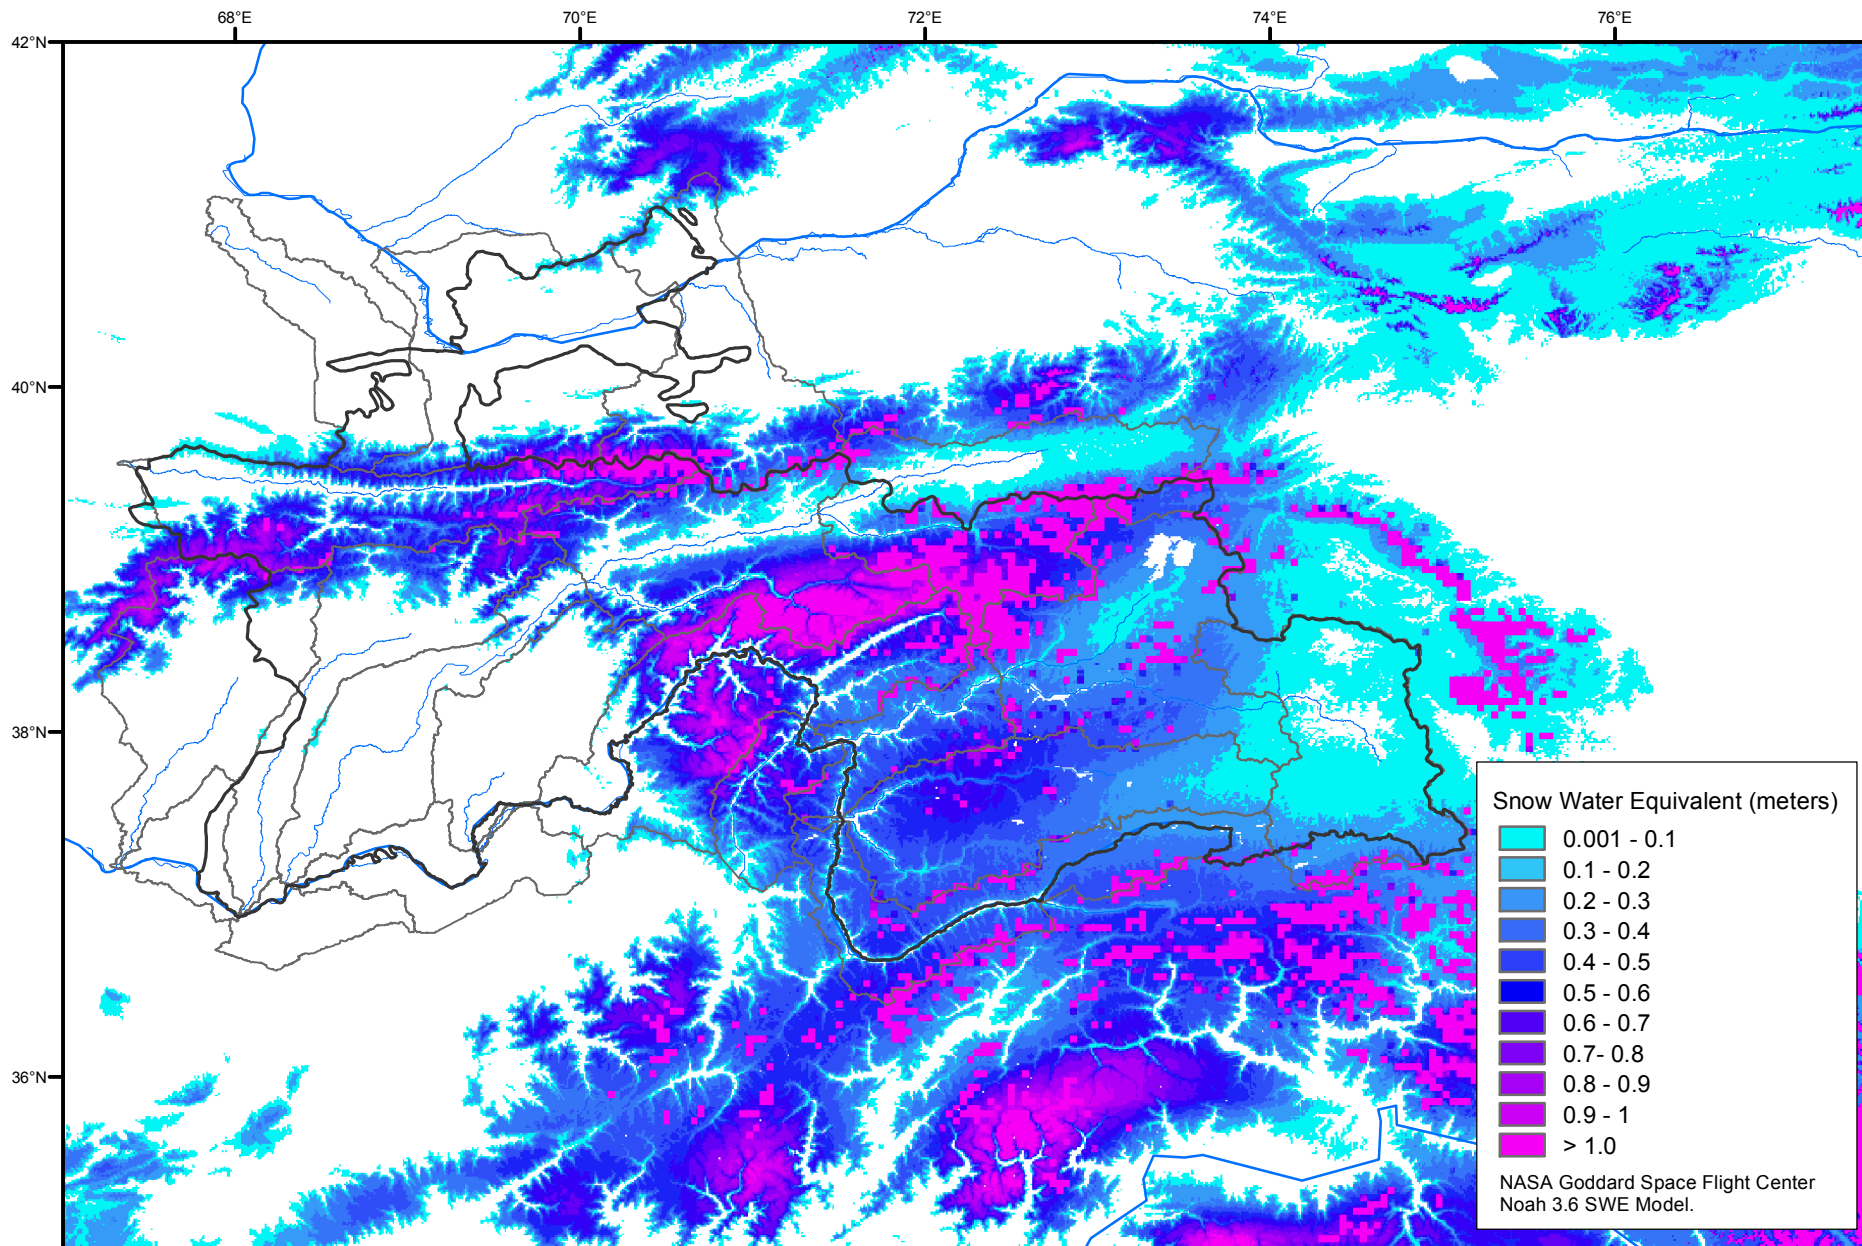 68°E
70°E
72°E
74°E
76°E
42°N
40°N
38°N
36°N
Snow Water Equivalent (meters)
0.001 - 0.1
0.1 - 0.2
0.2 - 0.3
0.3 - 0.4
0.4 - 0.5
0.5 - 0.6
0.6 - 0.7
0.7- 0.8
0.8 - 0.9
0.9 - 1
> 1.0
NASA Goddard Space Flight Center
Noah 3.6 SWE Model.